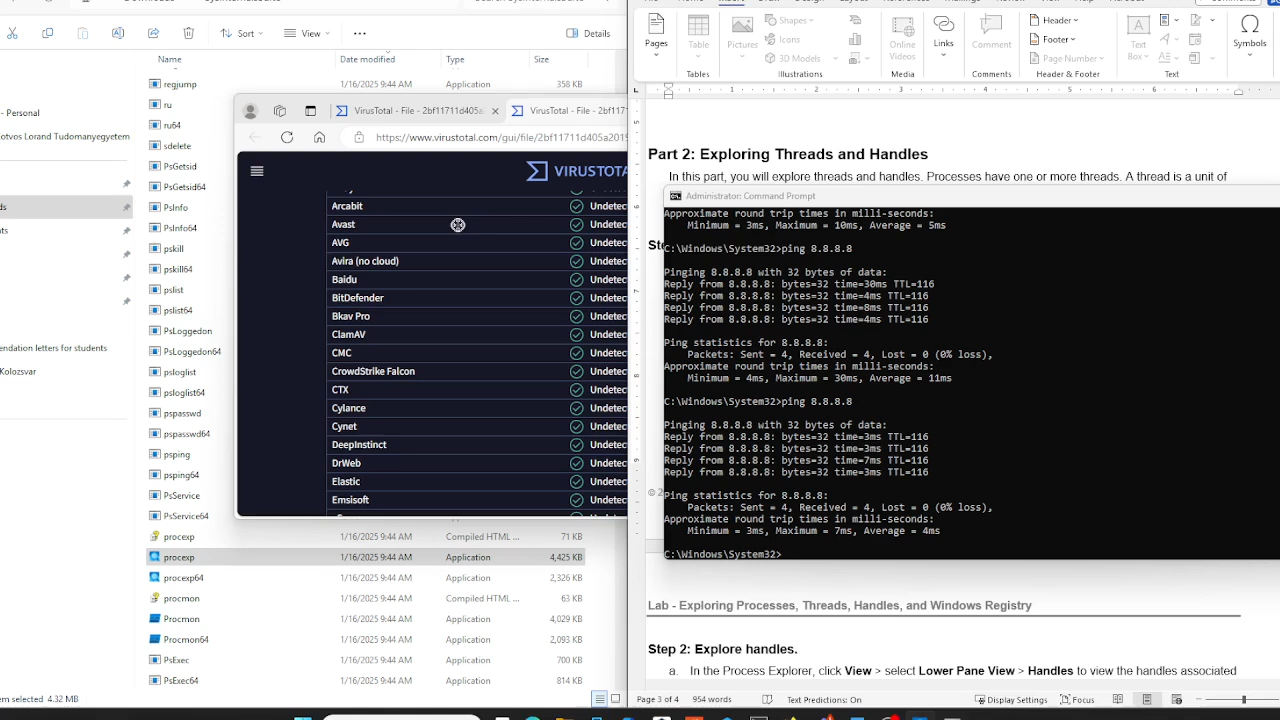 Sort
View
Details
Name
Date modified
Type
Size
regjump
1/16/2025 9:44 AM
Application
358 KB
ru
ru64
sdelete
PsGetsid
PsGetsid64
PsInfo
PsInfo64
pskill
pskill64
pslist
pslist64
PsLoggedon
PsLoggedon64
psloglist
psloglist64
pspasswd
pspasswd64
psping
psping64
PsService
PsService64
procexp 1/16/2025 9:44 AM Compiled HTML ... 71 KB
procexp 1/16/2025 9:44 AM Application 4,425 KB
procexp64 1/16/2025 9:44 AM Application 2,326 KB
procmon 1/16/2025 9:44 AM Compiled HTML ... 63 KB
Procmon 1/16/2025 9:44 AM Application 4,029 KB
Procmon64 1/16/2025 9:44 AM Application 2,093 KB
PsExec 1/16/2025 9:44 AM Application 700 KB
PsExec64 1/16/2025 9:44 AM Application 814 KB
- Personal
otvos Lorand Tudomanyegyetem
ds
nts
endation letters for students
Kolozsvar
em selected 4.32 MB
VirusTotal - File - 2bf11711d405a
VirusTotal - File - 2bf11711d40
https://www.virustotal.com/gui/file/2bf11711d405a2015
VIRUSTOTA
Arcabit Undetec
Avast Undetec
AVG Undetec
Avira (no cloud) Undetec
Baidu Undetec
BitDefender Undetec
Bkav Pro Undetec
ClamAV Undetec
CMC Undetec
CrowdStrike Falcon Undetec
CTX Undetec
Cylance Undetec
Cynet Undetec
DeepInstinct Undetec
DrWeb Undetec
Elastic Undetec
Emsisoft Undetec
Pages
Table
Pictures
Shapes
Icons
3D Models
Online
Videos
Links
Comment
Header
Footer
Page Number
Text
Box
Symbols
Tables
Illustrations
Media
Comments
Header & Footer
Text
Part 2: Exploring Threads and Handles
In this part, you will explore threads and handles. Processes have one or more threads. A thread is a unit of
Ste
Administrator: Command Prompt
Approximate round trip times in milli-seconds:
Minimum = 3ms, Maximum = 10ms, Average = 5ms
C:\Windows\System32>ping 8.8.8.8
Pinging 8.8.8.8 with 32 bytes of data:
Reply from 8.8.8.8: bytes=32 time=30ms TTL=116
Reply from 8.8.8.8: bytes=32 time=4ms TTL=116
Reply from 8.8.8.8: bytes=32 time=8ms TTL=116
Reply from 8.8.8.8: bytes=32 time=4ms TTL=116
Ping statistics for 8.8.8.8:
Packets: Sent = 4, Received = 4, Lost = 0 (0% loss),
Approximate round trip times in milli-seconds:
Minimum = 4ms, Maximum = 30ms, Average = 11ms
C:\Windows\System32>ping 8.8.8.8
Pinging 8.8.8.8 with 32 bytes of data:
Reply from 8.8.8.8: bytes=32 time=3ms TTL=116
Reply from 8.8.8.8: bytes=32 time=3ms TTL=116
Reply from 8.8.8.8: bytes=32 time=7ms TTL=116
Reply from 8.8.8.8: bytes=32 time=3ms TTL=116
Ping statistics for 8.8.8.8:
Packets: Sent = 4, Received = 4, Lost = 0 (0% loss),
Approximate round trip times in milli-seconds:
Minimum = 3ms, Maximum = 7ms, Average = 4ms
C:\Windows\System32>
© 2
Lab - Exploring Processes, Threads, Handles, and Windows Registry
Step 2: Explore handles.
a. In the Process Explorer, click View > select Lower Pane View > Handles to view the handles associated
Page 3 of 4
954 words
Text Predictions: On
Display Settings
Focus